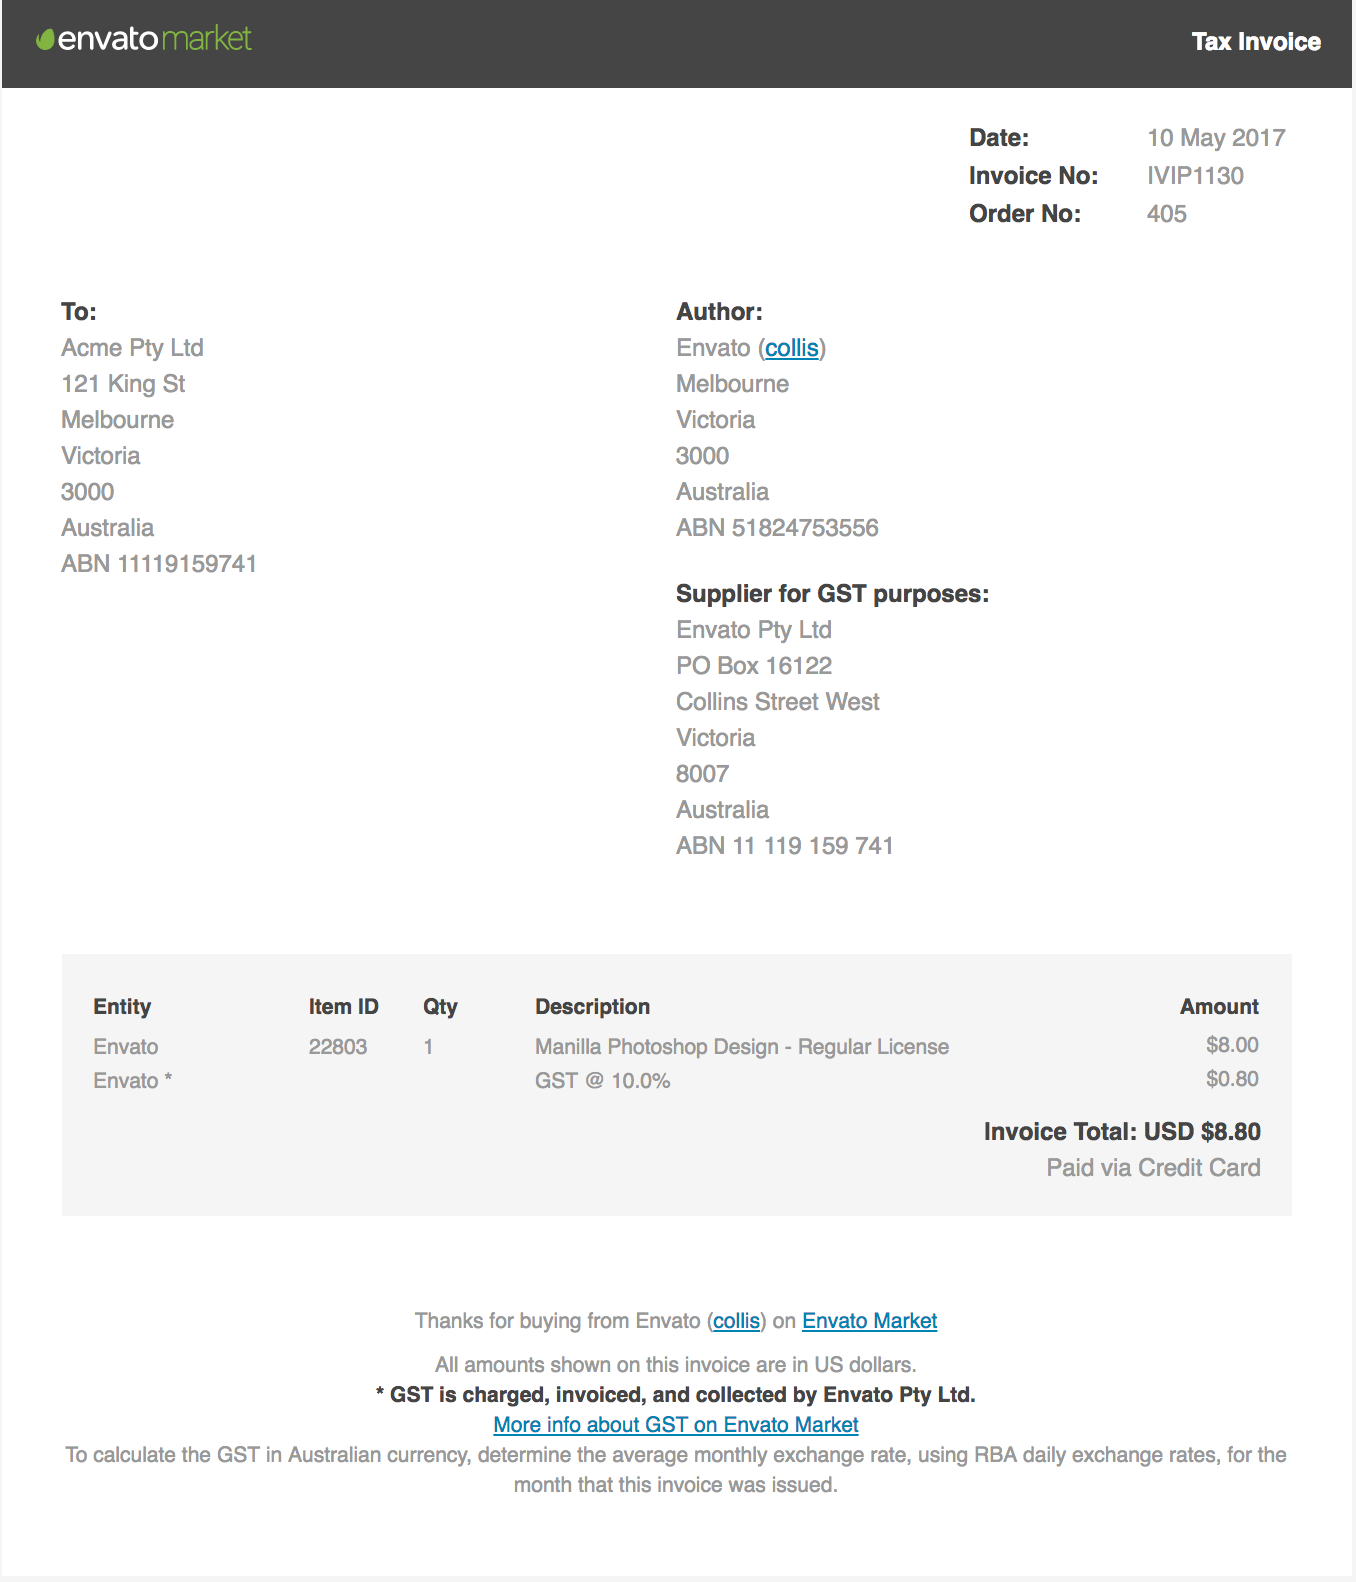 envato market
Tax Invoice
Date: 10 May 2017
Invoice No: IVIP1130
Order No: 405
To:
Acme Pty Ltd
121 King St
Melbourne
Victoria
3000
Australia
ABN 11119159741
Author:
Envato (collis)
Melbourne
Victoria
3000
Australia
ABN 51824753556
Supplier for GST purposes:
Envato Pty Ltd
PO Box 16122
Collins Street West
Victoria
8007
Australia
ABN 11 119 159 741
Entity Item ID Qty Description Amount
Envato 22803 1 Manilla Photoshop Design - Regular License $8.00
Envato * GST @ 10.0% $0.80
Invoice Total: USD $8.80
Paid via Credit Card
Thanks for buying from Envato (collis) on Envato Market
All amounts shown on this invoice are in US dollars.
* GST is charged, invoiced, and collected by Envato Pty Ltd.
More info about GST on Envato Market
To calculate the GST in Australian currency, determine the average monthly exchange rate, using RBA daily exchange rates, for the
month that this invoice was issued.